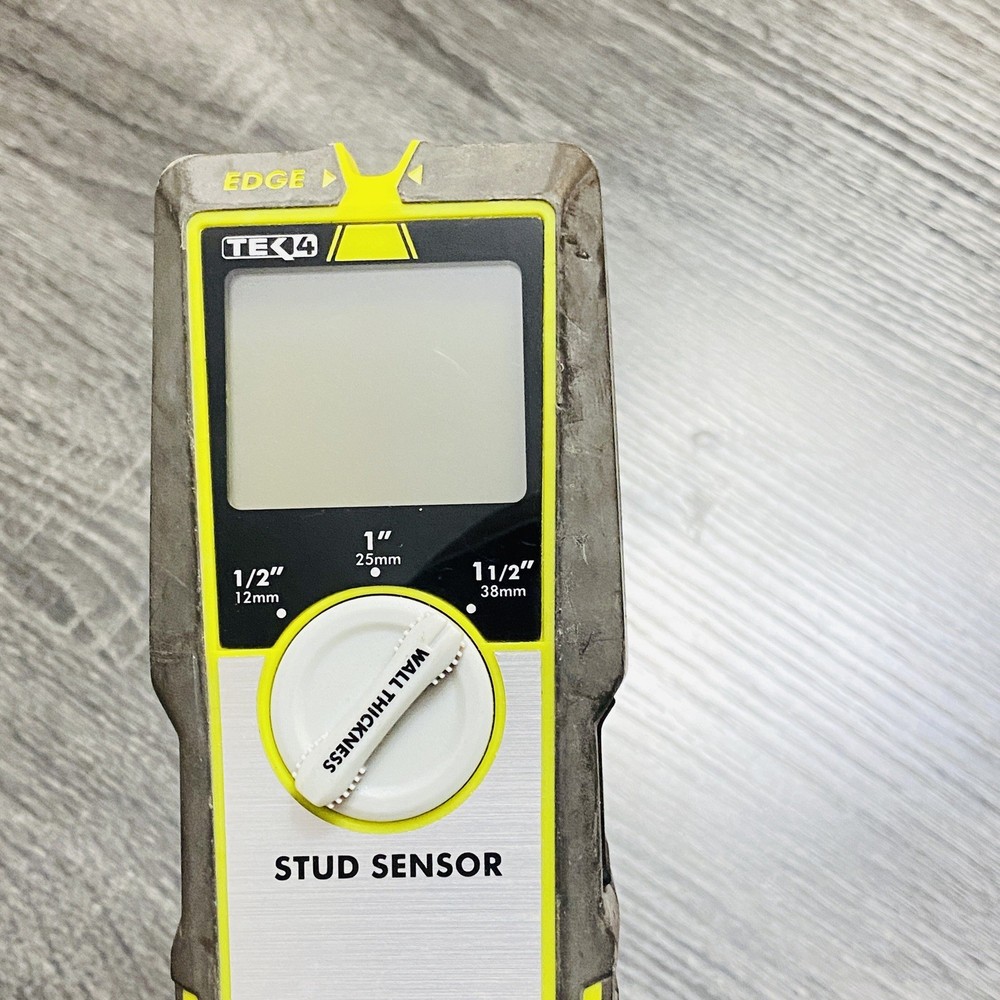 EDGE
TEK4
1"
25mm
1/2"
12mm
1 1/2"
38mm
WALL THICKNESS
STUD SENSOR